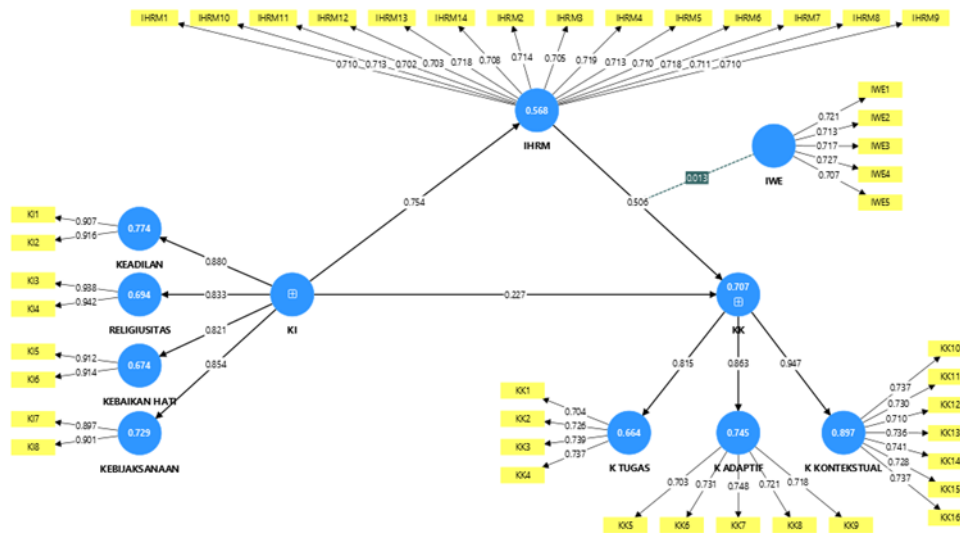 IHRM1 IHRM10 IHRM11 IHRM12 IHRM13 IHRM14 IHRM2 IHRM3 IHRM4 IHRM5 IHRM6 IHRM7 IHRM8 IHRM9
0.710 0.713 0.702 0.703 0.718 0.708 0.714 0.705 0.719 0.713 0.710 0.718 0.711 0.710
0.568
IHRM
IWE1
0.721
IWE2
0.713
0.717
IWE3
0.727
IWE4
0.707
IWE5
IWE
0.013
0.754
0.506
KI1
0.907
KI2
0.916
0.774
KEADILAN
0.880
KI3
0.938
KI4
0.942
0.694
RELIGIUSITAS
0.833
KI
0.227
0.707
KK
KI5
0.912
KI6
0.914
0.674
KEBAIKAN HATI
0.821
KI7
0.897
KI8
0.901
0.729
KEBIJAKSANAAN
0.854
0.815
0.863
0.947
KK1
0.704
KK2
0.726
KK3
0.739
KK4
0.737
0.664
K TUGAS
0.745
K ADAPTIF
0.897
K KONTEKSTUAL
KK10
0.737
KK11
0.730
KK12
0.710
KK13
0.736
KK14
0.741
KK15
0.728
KK16
0.737
0.703 0.731 0.748 0.721 0.718
KK5 KK6 KK7 KK8 KK9